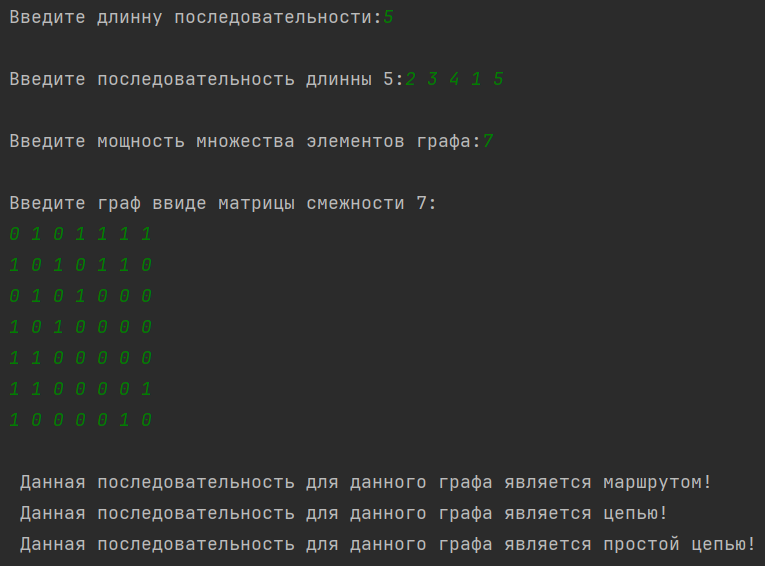 Введите длинну последовательности:5
Введите последовательность длинны 5:2 3 4 1 5
Введите мощность множества элементов графа:7
Введите граф ввиде матрицы смежности 7:
0 1 0 1 1 1 1
1 0 1 0 1 1 0
0 1 0 1 0 0 0
1 0 1 0 0 0 0
1 1 0 0 0 0 0
1 1 0 0 0 0 1
1 0 0 0 0 1 0
Данная последовательность для данного графа является маршрутом!
Данная последовательность для данного графа является цепью!
Данная последовательность для данного графа является простой цепью!